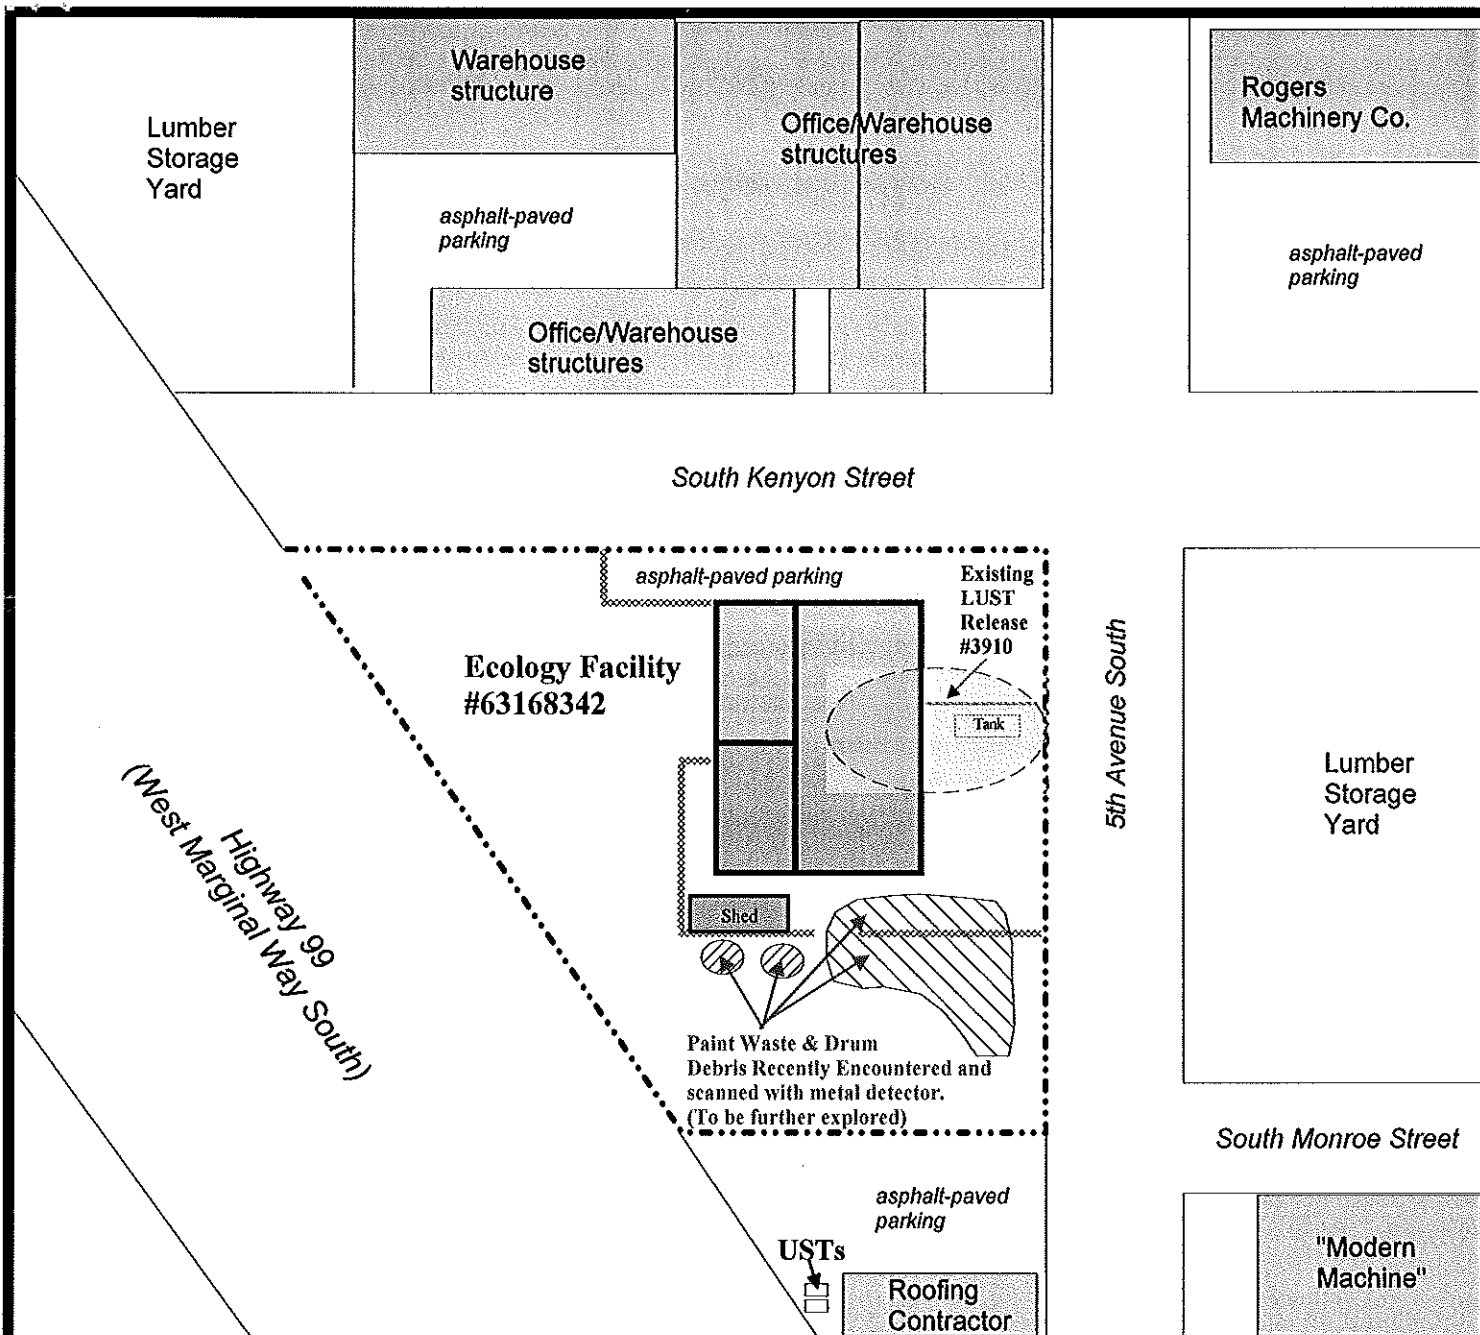 Warehouse
structure
Rogers
Machinery Co.
Lumber
Storage
Yard
Office/Warehouse
structures
asphalt-paved
parking
asphalt-paved
parking
Office/Warehouse
structures
South Kenyon Street
asphalt-paved parking
Existing
LUST
Release
#3910
Ecology Facility
#63168342
Tank
5th Avenue South
Lumber
Storage
Yard
Highway 99
(West Marginal Way South)
Shed
Paint Waste & Drum
Debris Recently Encountered and
scanned with metal detector.
(To be further explored)
South Monroe Street
asphalt-paved
parking
USTs
"Modern
Machine"
Roofing
Contractor